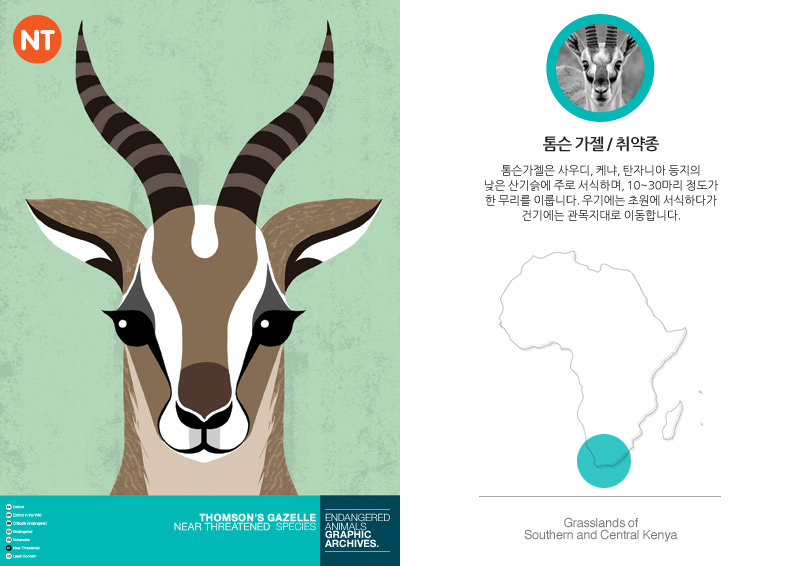 NT
Extinct
Extinct in the Wild
Critically Endangered
Endangered
Vulnerable
Near Threatened
Least Concern
THOMSON'S GAZELLE
NEAR THREATENED SPECIES
ENDANGERED
ANIMALS
GRAPHIC
ARCHIVES.
톰슨 가젤 / 취약종
톰슨가젤은 사우디, 케냐, 탄자니아 등지의
낮은 산기슭에 주로 서식하며, 10~30마리 정도가
한 무리를 이룹니다. 우기에는 초원에 서식하다가
건기에는 관목지대로 이동합니다.
Grasslands of
Southern and Central Kenya